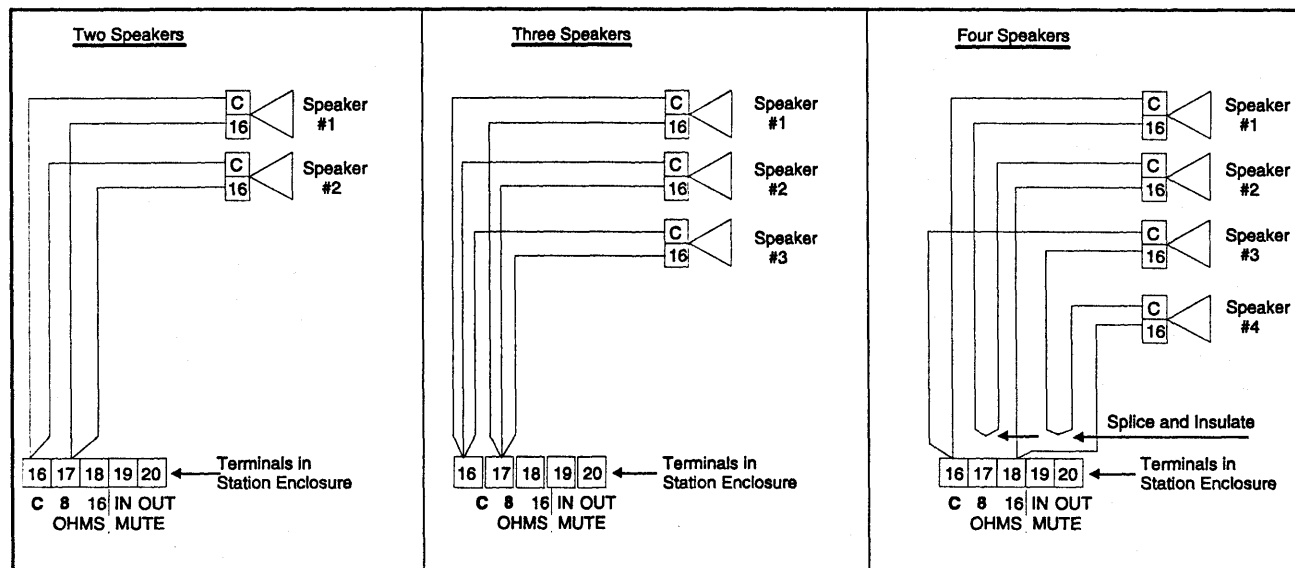 Two Speakers
C
Speaker
16
#1
C
Speaker
16
#2
16 17 18 19 20
Terminals in
Station Enclosure
C 8 16 IN OUT
OHMS MUTE
Three Speakers
C
Speaker
16
#1
C
Speaker
16
#2
C
Speaker
16
#3
16 17 18 19 20
Terminals in
Station Enclosure
C 8 16 IN OUT
OHMS MUTE
Four Speakers
C
Speaker
16
#1
C
Speaker
16
#2
C
Speaker
16
#3
C
Speaker
16
#4
Splice and Insulate
16 17 18 19 20
Terminals in
Station Enclosure
C 8 16 IN OUT
OHMS MUTE